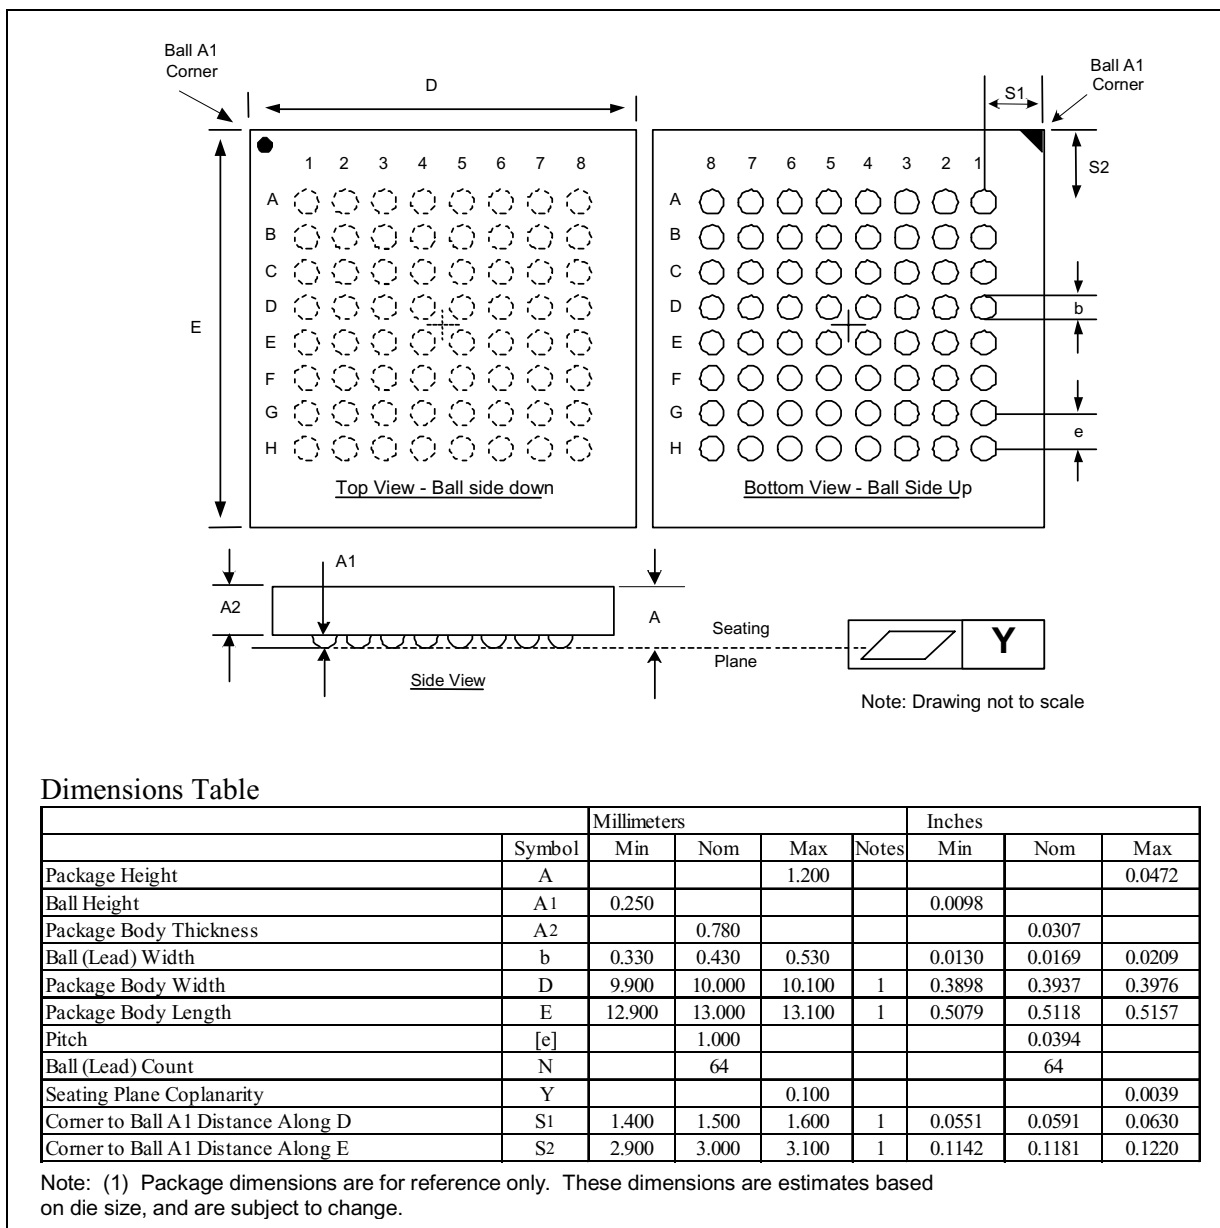 Ball A1
Corner
D
S1
Ball A1
Corner
S2
1 2 3 4 5 6 7 8
8 7 6 5 4 3 2 1
A
B
C
D
E
F
G
H
E
A
B
C
D
E
F
G
H
b
e
Top View - Ball side down
Bottom View - Ball Side Up
A1
A2
A
Seating
Plane
Y
Side View
Note: Drawing not to scale
Dimensions Table
Millimeters Inches
Symbol Min Nom Max Notes Min Nom Max
Package Height A 1.200 0.0472
Ball Height A1 0.250 0.0098
Package Body Thickness A2 0.780 0.0307
Ball (Lead) Width b 0.330 0.430 0.530 0.0130 0.0169 0.0209
Package Body Width D 9.900 10.000 10.100 1 0.3898 0.3937 0.3976
Package Body Length E 12.900 13.000 13.100 1 0.5079 0.5118 0.5157
Pitch [e] 1.000 0.0394
Ball (Lead) Count N 64 64
Seating Plane Coplanarity Y 0.100 0.0039
Corner to Ball A1 Distance Along D S1 1.400 1.500 1.600 1 0.0551 0.0591 0.0630
Corner to Ball A1 Distance Along E S2 2.900 3.000 3.100 1 0.1142 0.1181 0.1220
Note: (1) Package dimensions are for reference only. These dimensions are estimates based
on die size, and are subject to change.